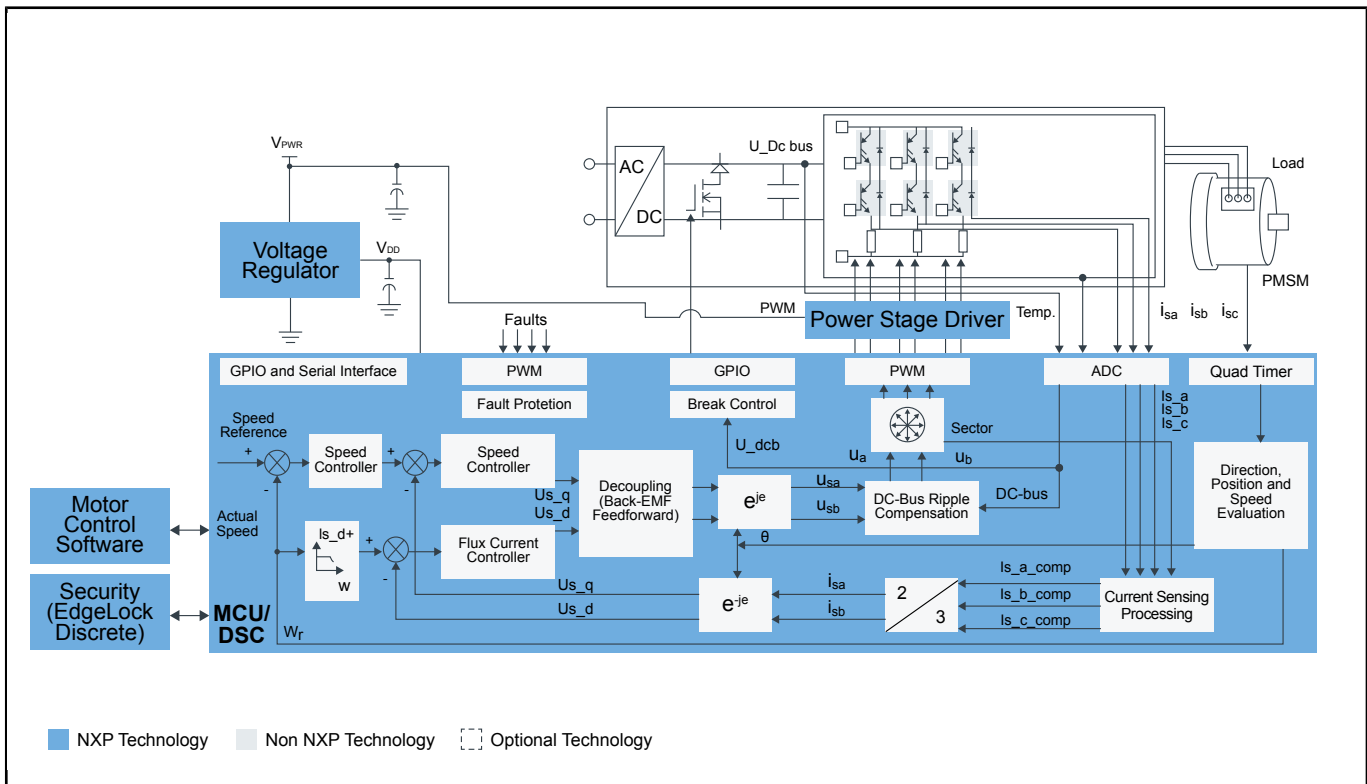 VPWR
Voltage
Regulator
VDD
AC
DC
U_Dc bus
Load
PMSM
PWM
Power Stage Driver
Temp.
isa isb isc
Faults
GPIO and Serial Interface
PWM
GPIO
PWM
ADC
Quad Timer
Fault Protetion
Break Control
Is_a
Is_b
Is_c
Speed
Reference
+
-
Speed
Controller
+
-
Speed
Controller
U_dcb
ua
ub
Sector
Us_q
Us_d
Decoupling
(Back-EMF
Feedforward)
eje
usa
usb
DC-Bus Ripple
Compensation
DC-bus
Direction,
Position and
Speed
Evaluation
Motor
Control
Software
Actual
Speed
Is_d+
W
+
-
Flux Current
Controller
θ
Security
(EdgeLock
Discrete)
MCU/
DSC
Wr
Us_q
Us_d
e-je
isa
isb
2
3
Is_a_comp
Is_b_comp
Is_c_comp
Current Sensing
Processing
NXP Technology
Non NXP Technology
Optional Technology